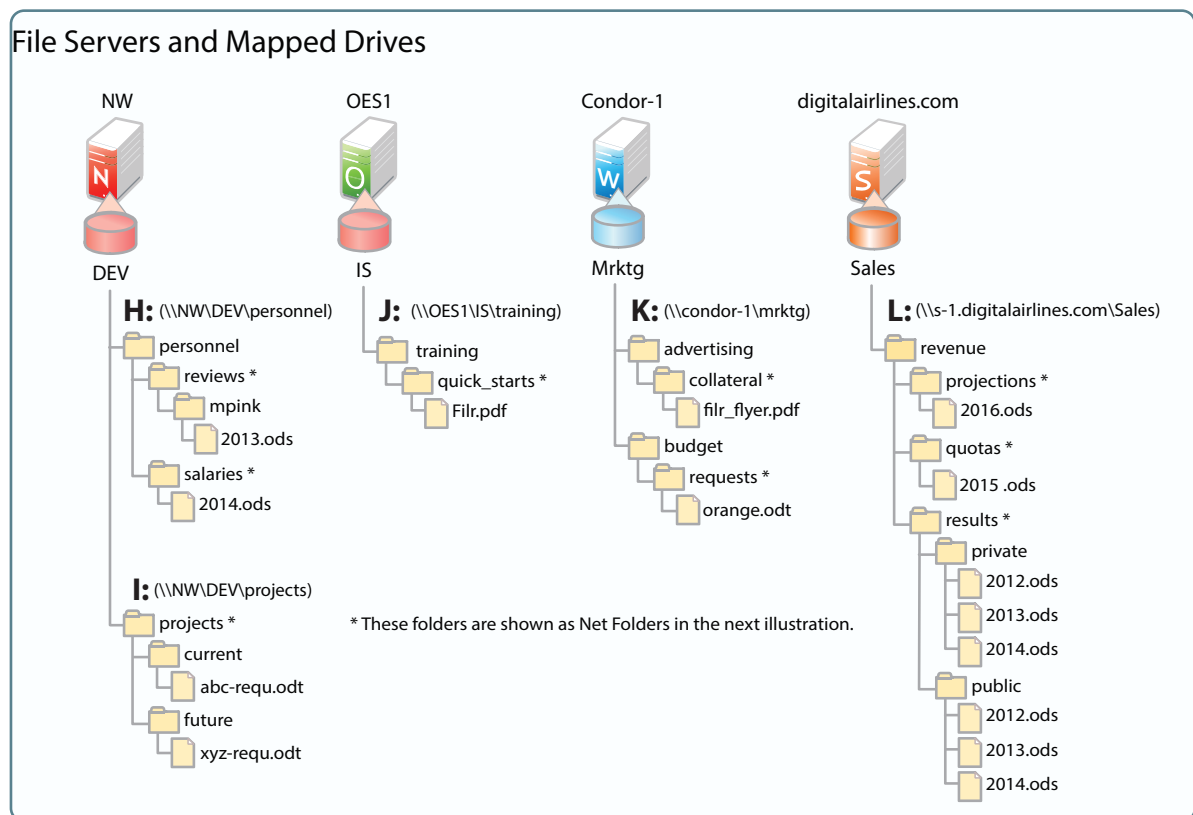 File Servers and Mapped Drives
NW
N
DEV
H: (\\NW\DEV\personnel)
personnel
reviews *
mpink
2013.ods
salaries *
2014.ods
I: (\\NW\DEV\projects)
projects *
current
abc-requ.odt
future
xyz-requ.odt
OES1
O
IS
J: (\\OES1\IS\training)
training
quick_starts *
Filr.pdf
Condor-1
W
Mrktg
K: (\\condor-1\mrktg)
advertising
collateral *
filr_flyer.pdf
budget
requests *
orange.odt
digitalairlines.com
S
Sales
L: (\\s-1.digitalairlines.com\Sales)
revenue
projections *
2016.ods
quotas *
2015 .ods
results *
private
2012.ods
2013.ods
2014.ods
public
2012.ods
2013.ods
2014.ods
* These folders are shown as Net Folders in the next illustration.